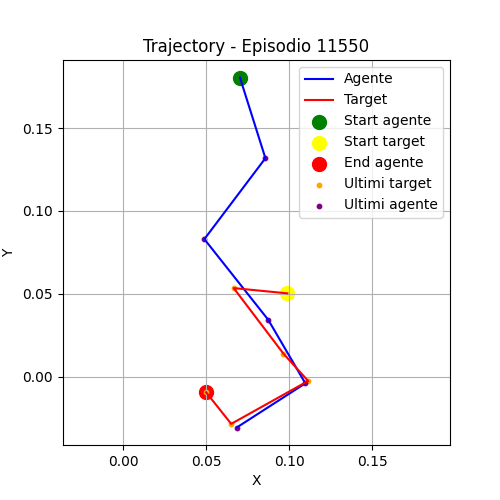 Trajectory - Episodio 11550
Agente
Target
Start agente
Start target
End agente
Ultimi target
Ultimi agente
0.15
0.10
0.05
0.00
Y
0.00 0.05 0.10 0.15
X